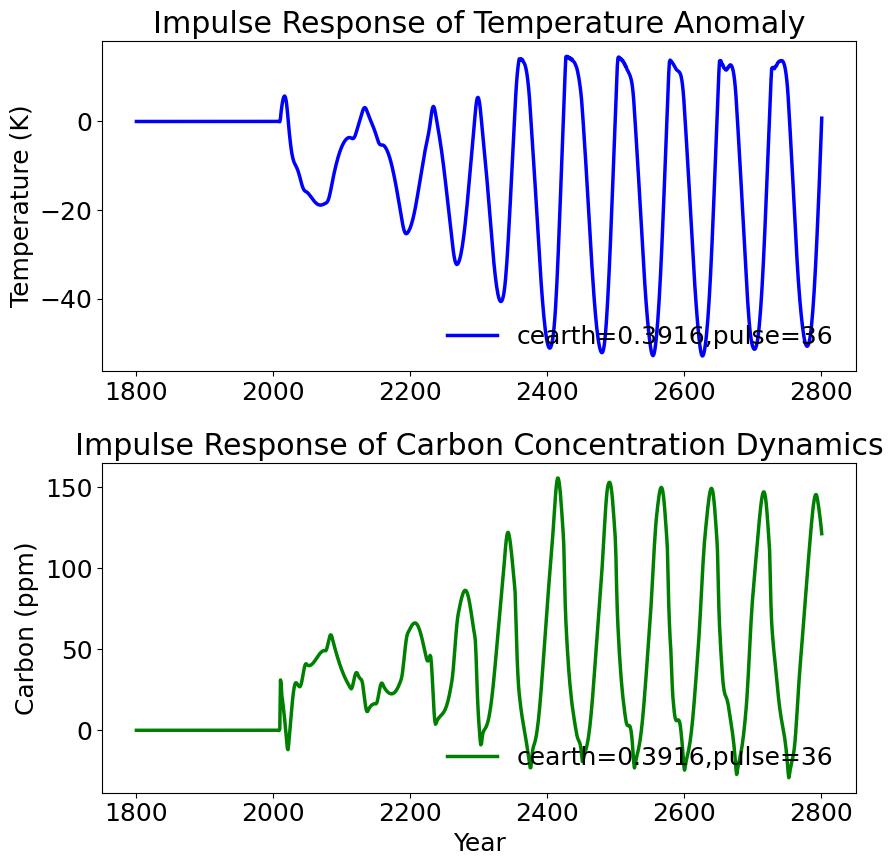 Impulse Response of Temperature Anomaly
Temperature (K)
0
−20
−40
cearth=0.3916,pulse=36
1800 2000 2200 2400 2600 2800
Impulse Response of Carbon Concentration Dynamics
Carbon (ppm)
150
100
50
0
cearth=0.3916,pulse=36
1800 2000 2200 2400 2600 2800
Year